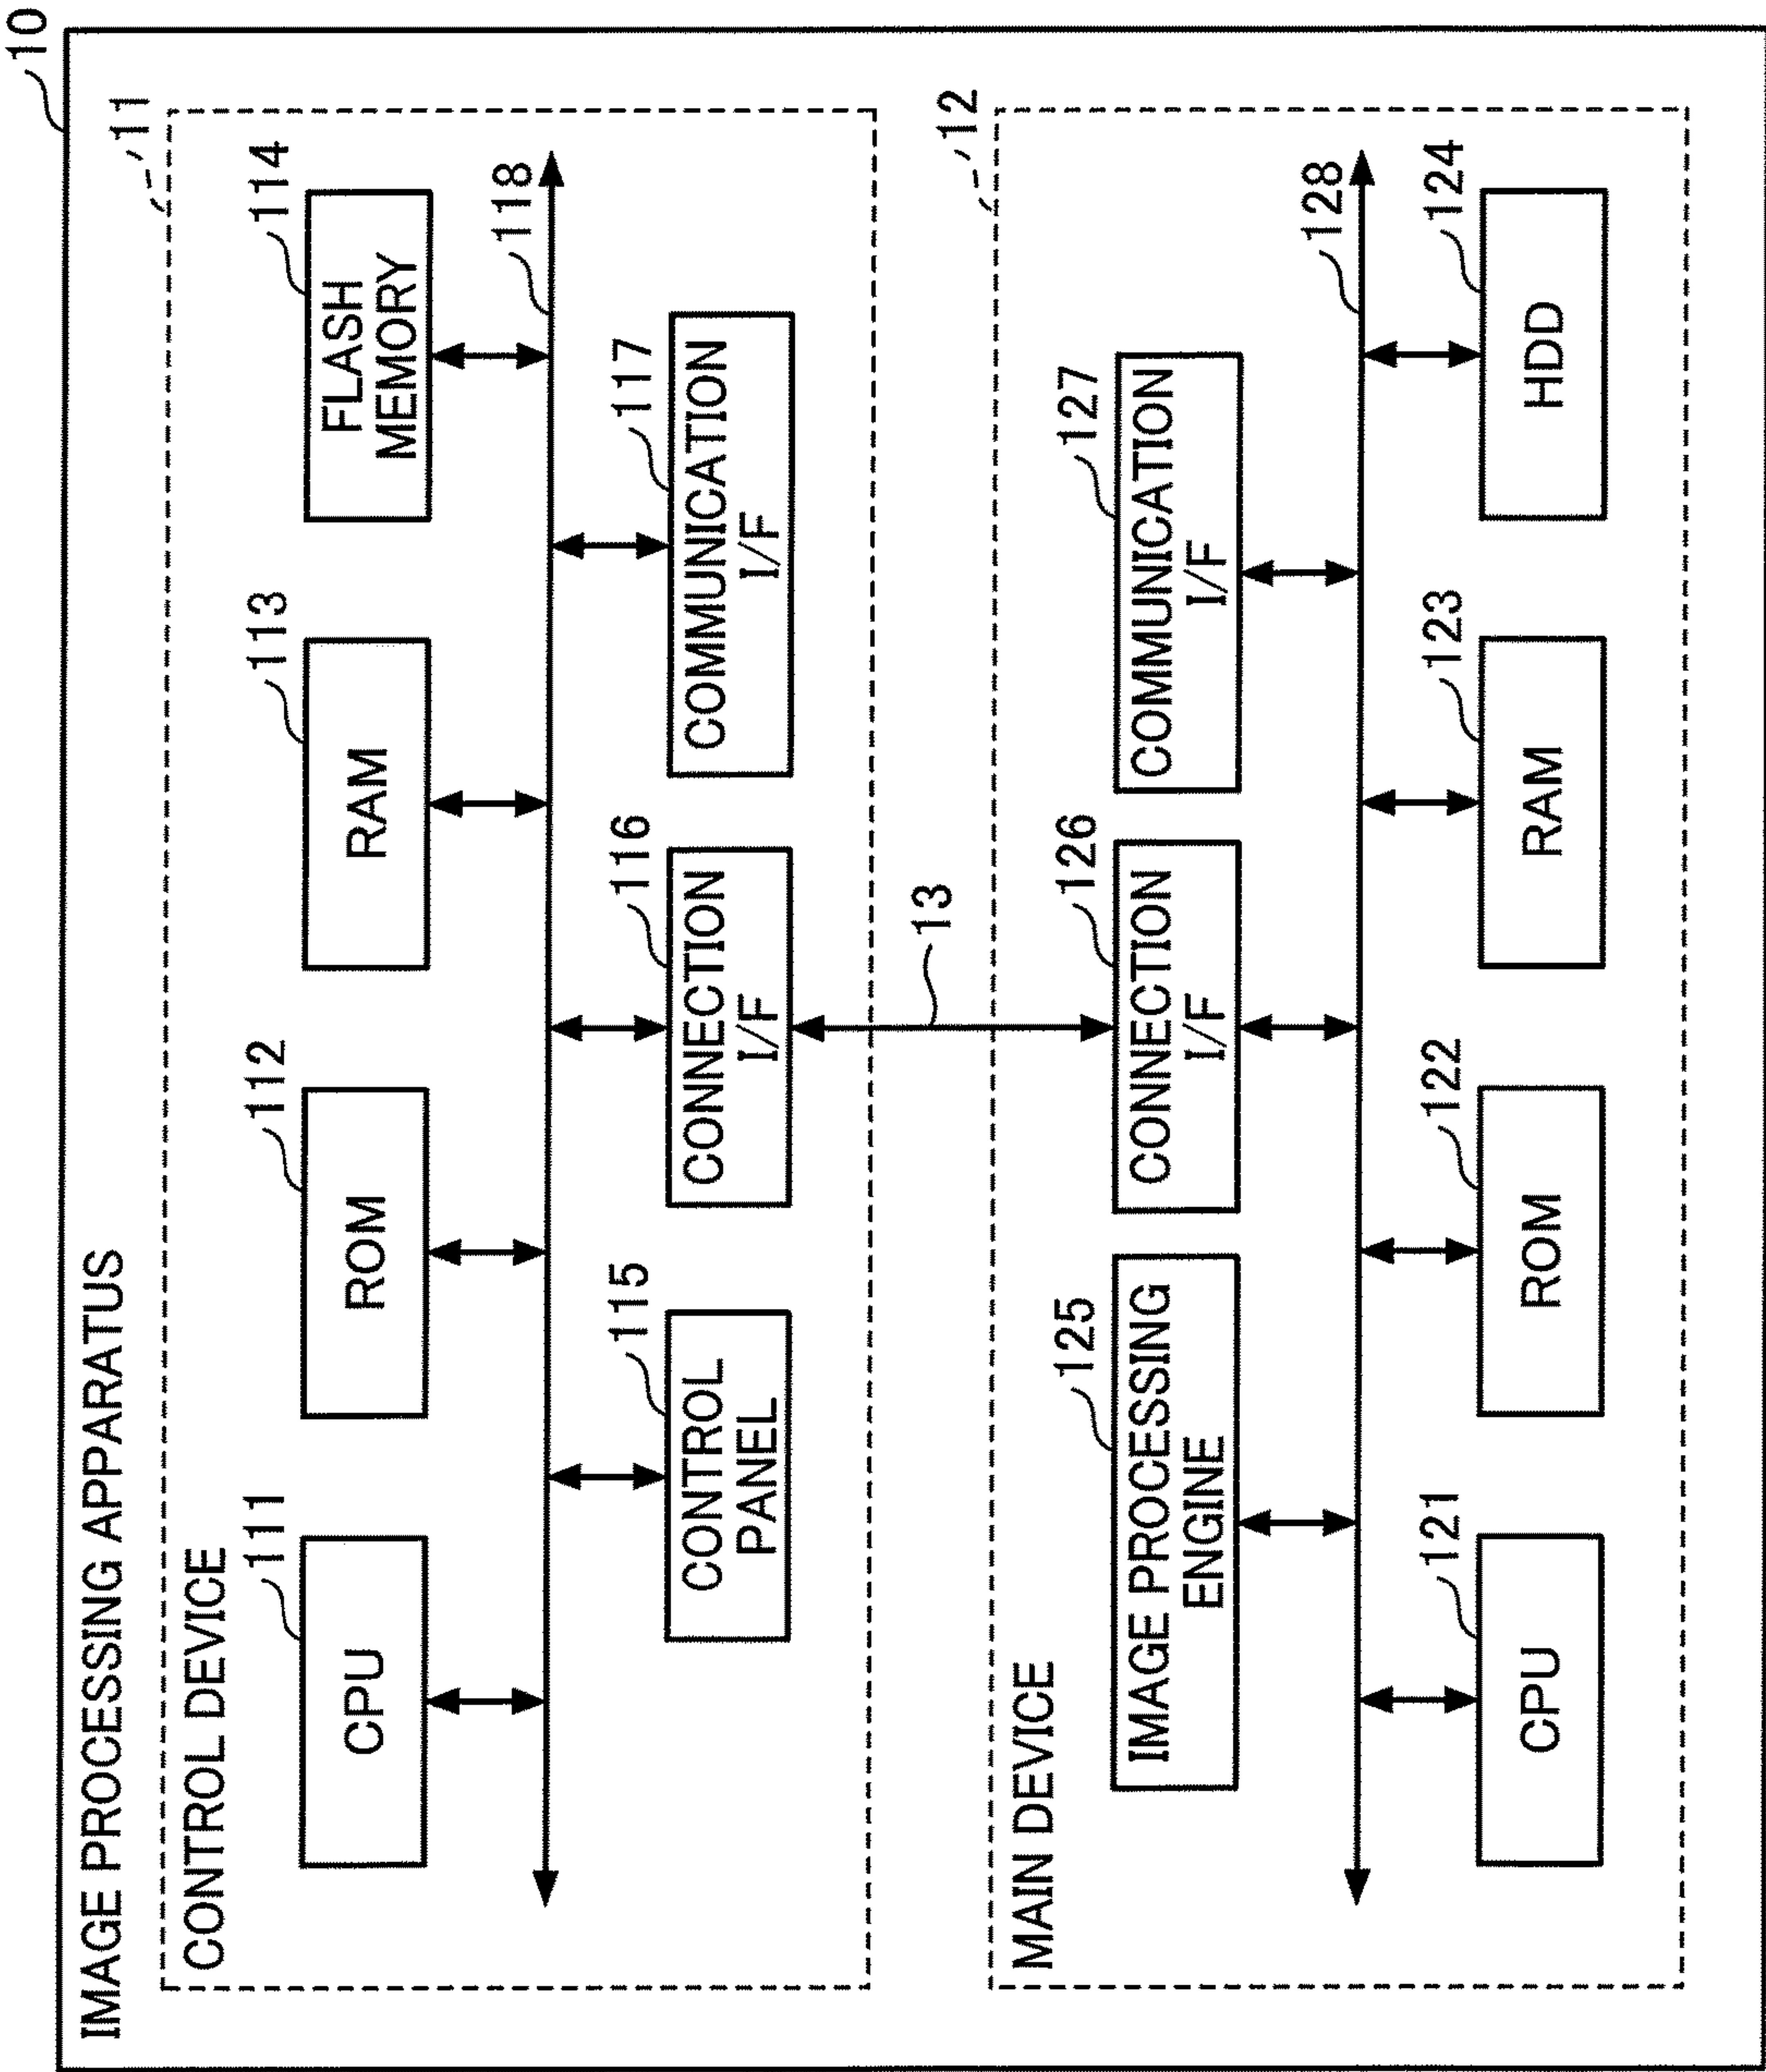 10
IMAGE PROCESSING APPARATUS
11
CONTROL DEVICE
111
112
113
114
CPU
ROM
RAM
FLASH
MEMORY
118
115
116
117
CONTROL
PANEL
CONNECTION
I/F
COMMUNICATION
I/F
13
12
MAIN DEVICE
125
126
127
IMAGE PROCESSING
ENGINE
CONNECTION
I/F
COMMUNICATION
I/F
128
121
122
123
124
CPU
ROM
RAM
HDD